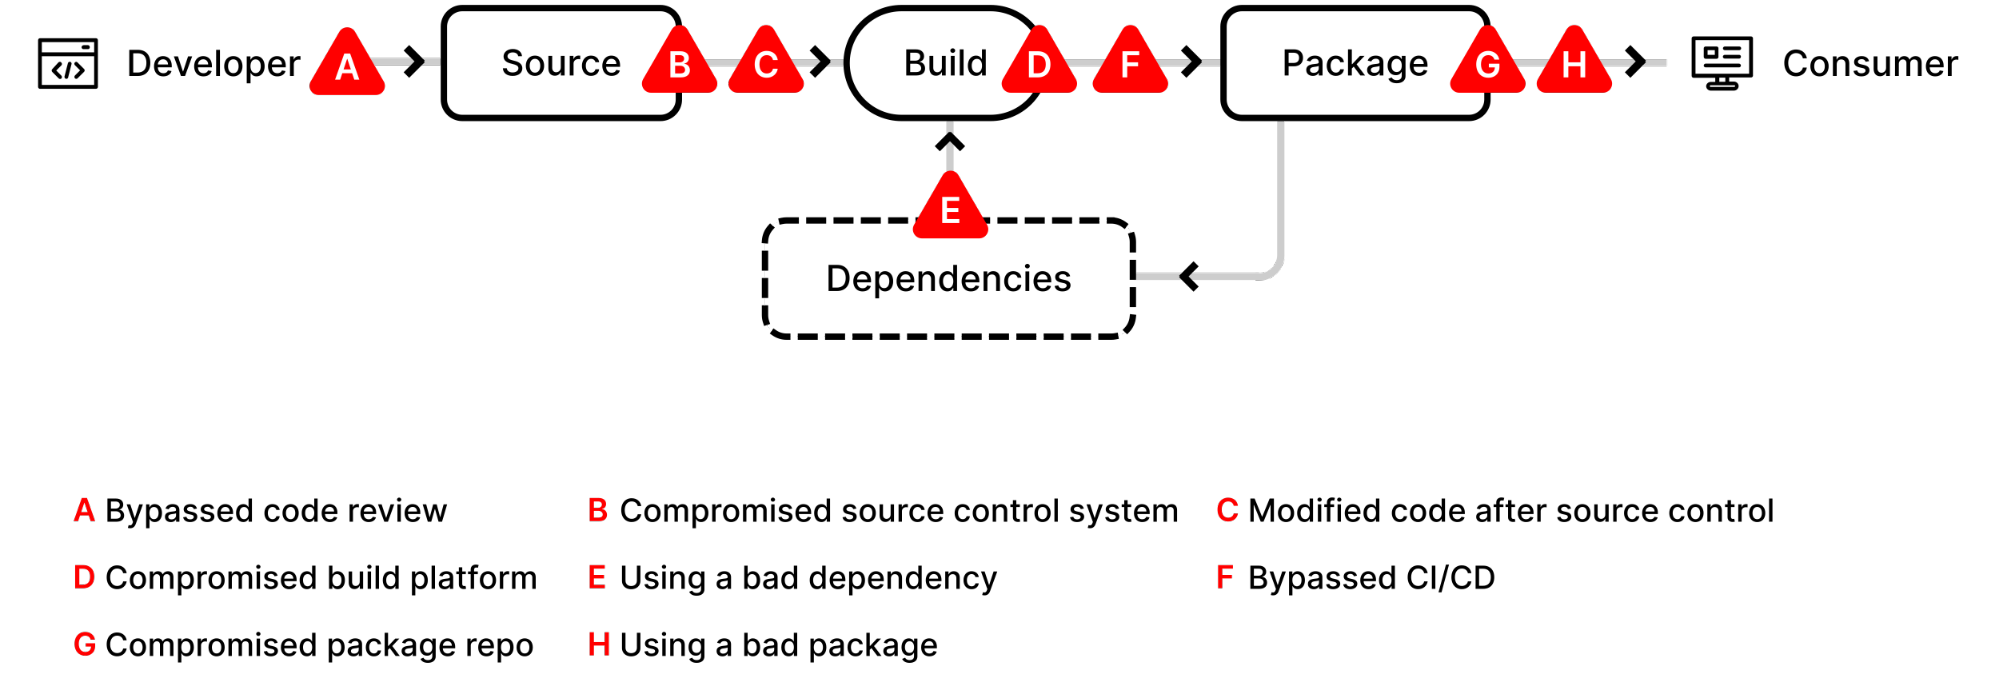 Developer A Source B C Build D F Package G H Consumer
E
Dependencies
A Bypassed code review B Compromised source control system C Modified code after source control
D Compromised build platform E Using a bad dependency F Bypassed CI/CD
G Compromised package repo H Using a bad package